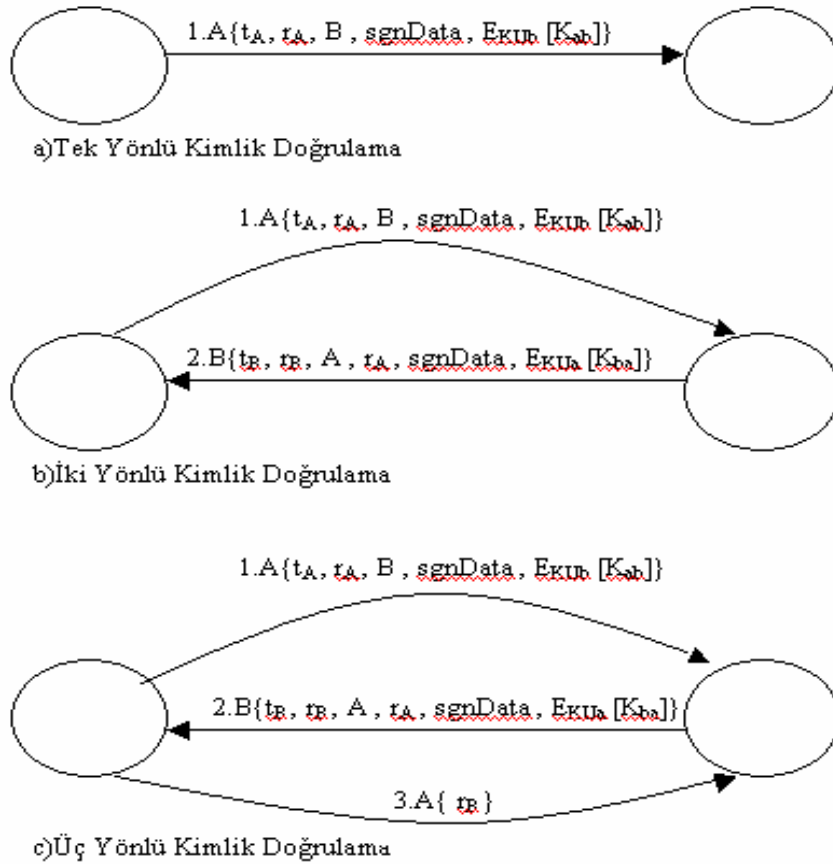 1.A{tA, rA, B , sgnData, EKUb [Kab]}
a)Tek Yönlü Kimlik Doğrulama
1.A{tA, rA, B , sgnData, EKUb [Kab]}
2.B{tB, rB, A , rA, sgnData, EKUa [Kba]}
b)İki Yönlü Kimlik Doğrulama
1.A{tA, rA, B , sgnData, EKUb [Kab]}
2.B{tB, rB, A , rA, sgnData, EKUa [Kba]}
3.A{ rB }
c)Üç Yönlü Kimlik Doğrulama